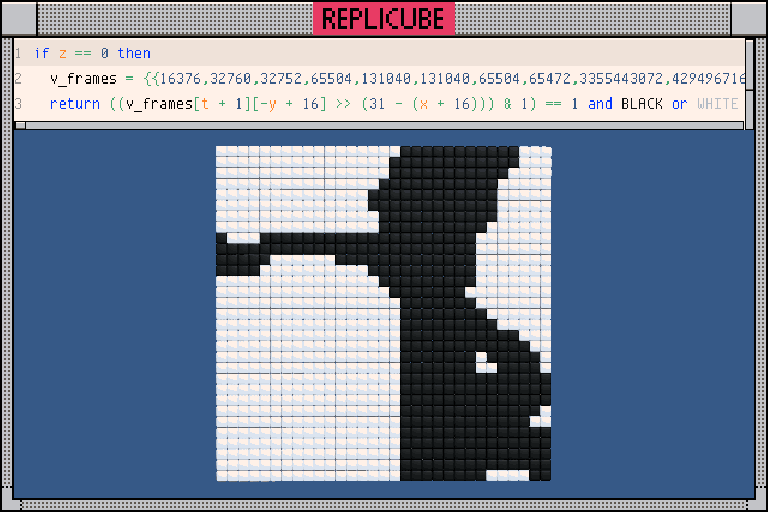 REPLICUBE
1 if z == 0 then
2 v_frames = {{16376,32760,32752,65504,131040,131040,65504,65472,3355443072,429496716
3 return ((v_frames[t + 1][-y + 16] >> (31 - (x + 16))) & 1) == 1 and BLACK or WHITE